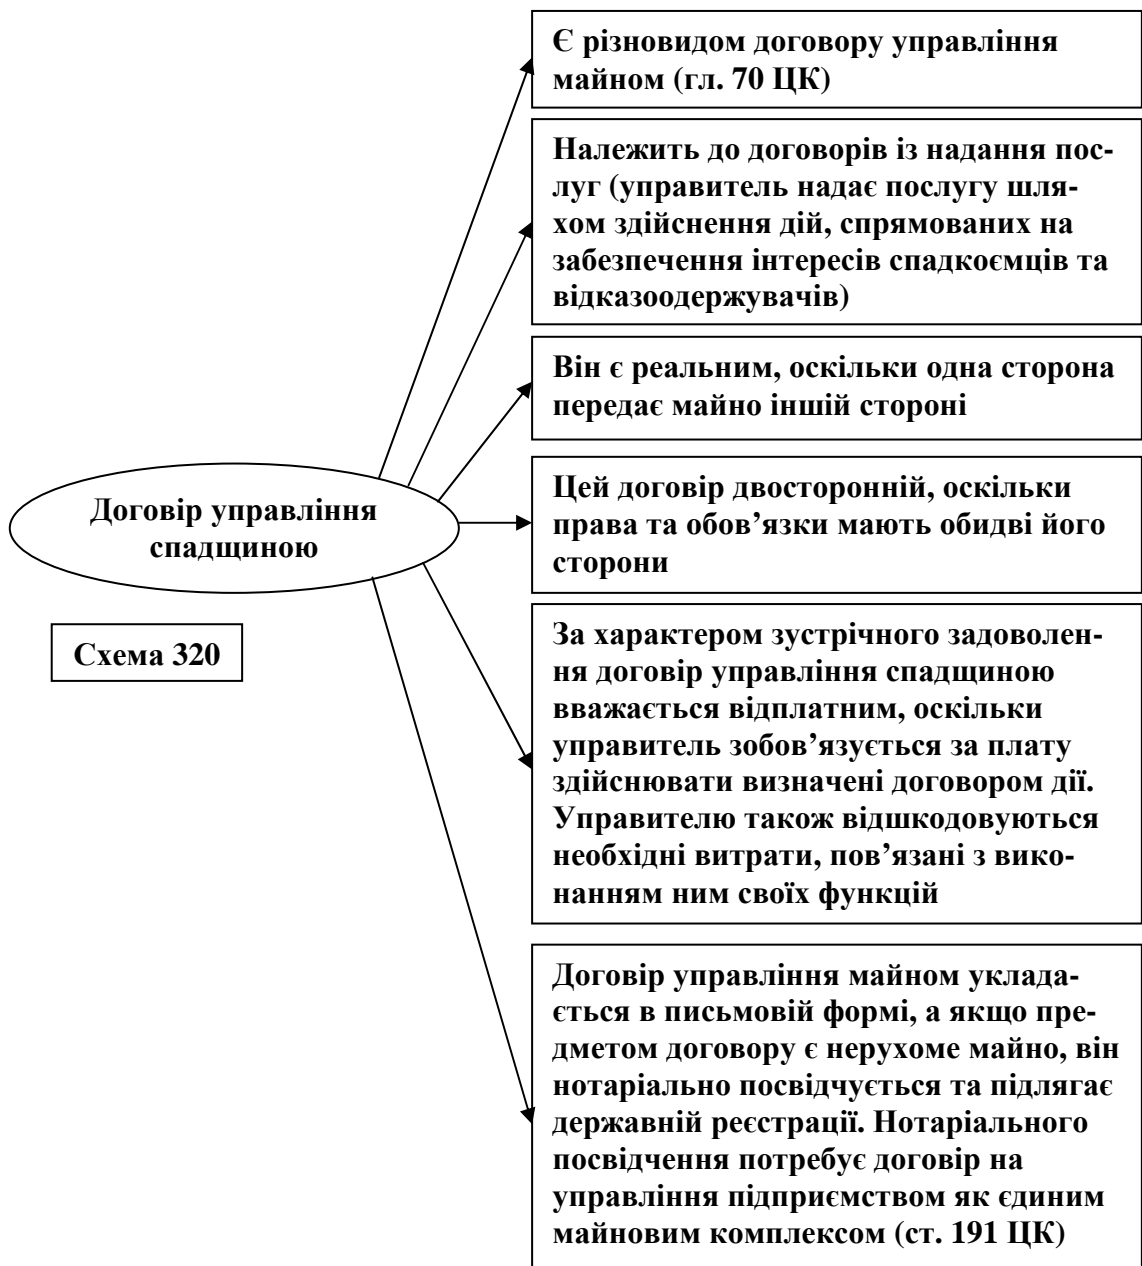 Є різновидом договору управління
майном (гл. 70 ЦК)
Належить до договорів із надання пос-
луг (управитель надає послугу шля-
хом здійснення дій, спрямованих на
забезпечення інтересів спадкоємців та
відказоодержувачів)
Він є реальним, оскільки одна сторона
передає майно іншій стороні
Договір управління
спадщиною
Цей договір двосторонній, оскільки
права та обов’язки мають обидві його
сторони
Схема 320
За характером зустрічного задоволен-
ня договір управління спадщиною
вважається відплатним, оскільки
управитель зобов’язується за плату
здійснювати визначені договором дії.
Управителю також відшкодовуються
необхідні витрати, пов’язані з вико-
нанням ним своїх функцій
Договір управління майном уклада-
ється в письмовій формі, а якщо пре-
дметом договору є нерухоме майно, він
нотаріально посвідчується та підлягає
державній реєстрації. Нотаріального
посвідчення потребує договір на
управління підприємством як єдиним
майновим комплексом (ст. 191 ЦК)